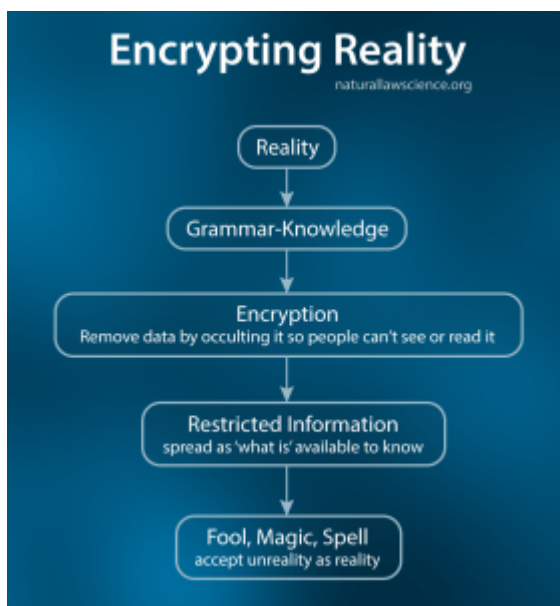 Encrypting Reality
naturallawscience.org
Reality
Grammar-Knowledge
Encryption
Remove data by occulting it so people can't see or read it
Restricted Information
spread as 'what is' available to know
Fool, Magic, Spell
accept unreality as reality